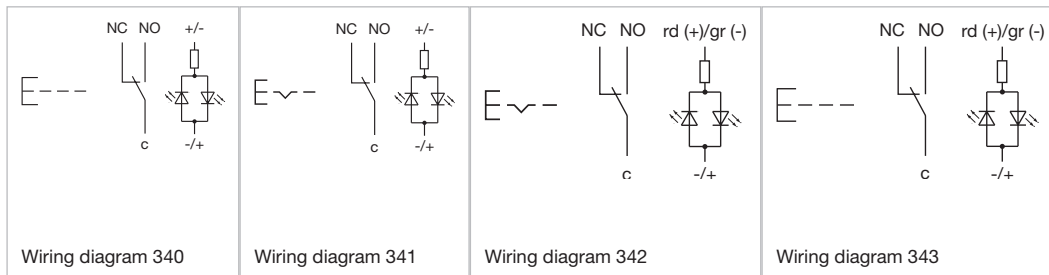 NC NO +/-
c -/+
Wiring diagram 340
NC NO +/-
c -/+
Wiring diagram 341
NC NO rd (+)/gr (-)
c -/+
Wiring diagram 342
NC NO rd (+)/gr (-)
c -/+
Wiring diagram 343